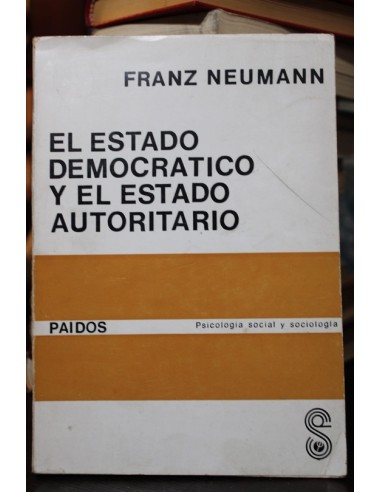 FRANZ NEUMANN
EL ESTADO
DEMOCRATICO
Y EL ESTADO
AUTORITARIO
PAIDOS
Psicología social y sociología